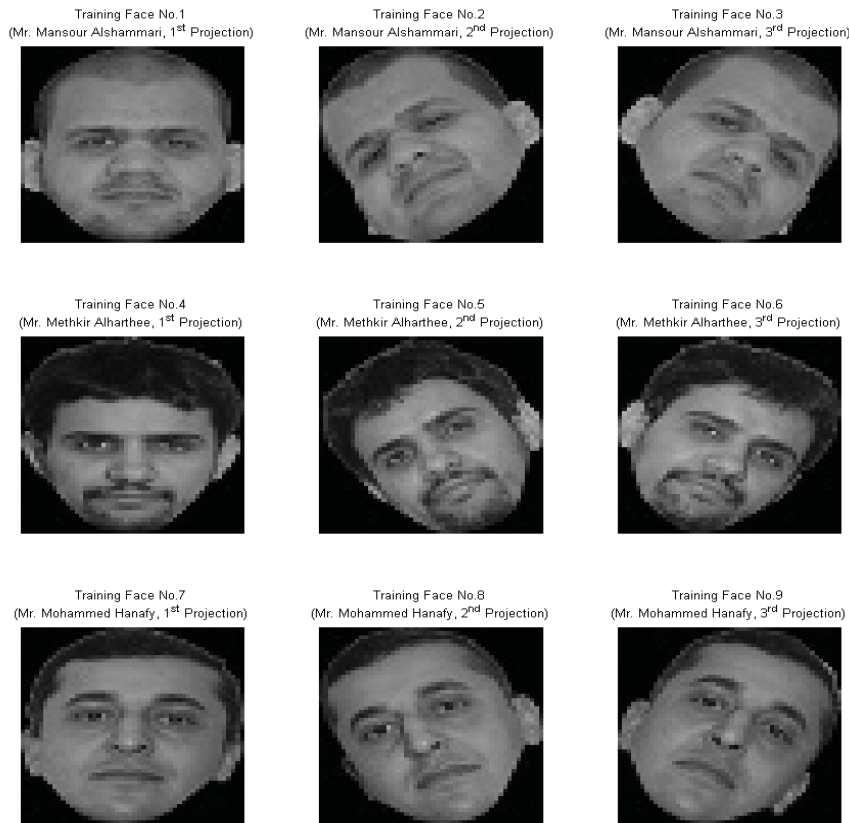 Training Face No.1
(Mr. Mansour Alshammari, 1st Projection)
Training Face No.2
(Mr. Mansour Alshammari, 2nd Projection)
Training Face No.3
(Mr. Mansour Alshammari, 3rd Projection)
Training Face No.4
(Mr. Methkir Alharthee, 1st Projection)
Training Face No.5
(Mr. Methkir Alharthee, 2nd Projection)
Training Face No.6
(Mr. Methkir Alharthee, 3rd Projection)
Training Face No.7
(Mr. Mohammed Hanafy, 1st Projection)
Training Face No.8
(Mr. Mohammed Hanafy, 2nd Projection)
Training Face No.9
(Mr. Mohammed Hanafy, 3rd Projection)